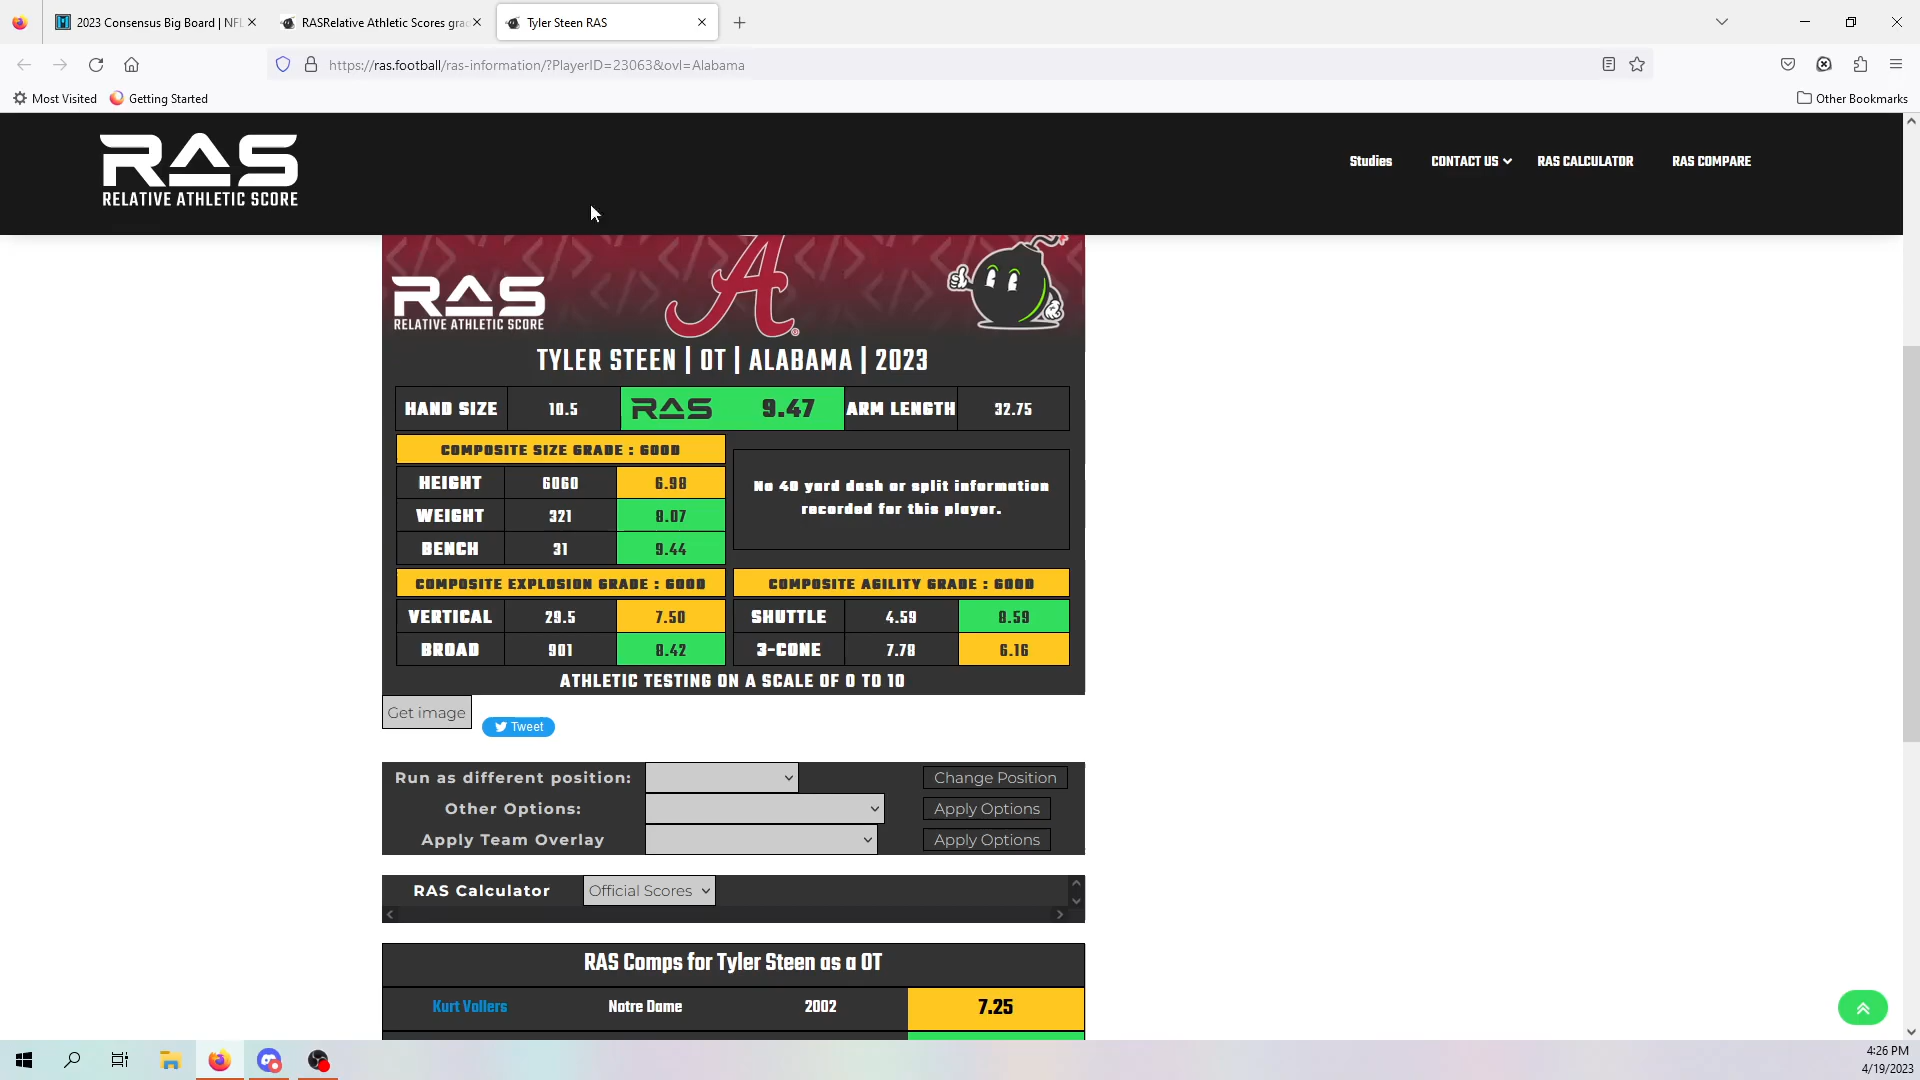 2023 Consensus Big Board | NFL
RASRelative Athletic Scores grad
Tyler Steen RAS
https://ras.football/ras-information/?PlayerID=23063&ovl=Alabama
Most Visited
Getting Started
Other Bookmarks
RAS
RELATIVE ATHLETIC SCORE
Studies
CONTACT US
RAS CALCULATOR
RAS COMPARE
RAS
RELATIVE ATHLETIC SCORE
A
TYLER STEEN | OT | ALABAMA | 2023
HAND SIZE 10.5 RAS 9.47 ARM LENGTH 32.75
COMPOSITE SIZE GRADE : GOOD
HEIGHT 6060 6.98
WEIGHT 321 8.07
BENCH 31 9.44
No 40 yard dash or split information
recorded for this player.
COMPOSITE EXPLOSION GRADE : GOOD
VERTICAL 29.5 7.50
BROAD 901 8.42
COMPOSITE AGILITY GRADE : GOOD
SHUTTLE 4.59 8.59
3-CONE 7.78 6.16
ATHLETIC TESTING ON A SCALE OF 0 TO 10
Get image
Tweet
Run as different position:
Change Position
Other Options:
Apply Options
Apply Team Overlay
Apply Options
RAS Calculator
Official Scores
RAS Comps for Tyler Steen as a OT
Kurt Vollers Notre Dame 2002 7.25
4:26 PM
4/19/2023